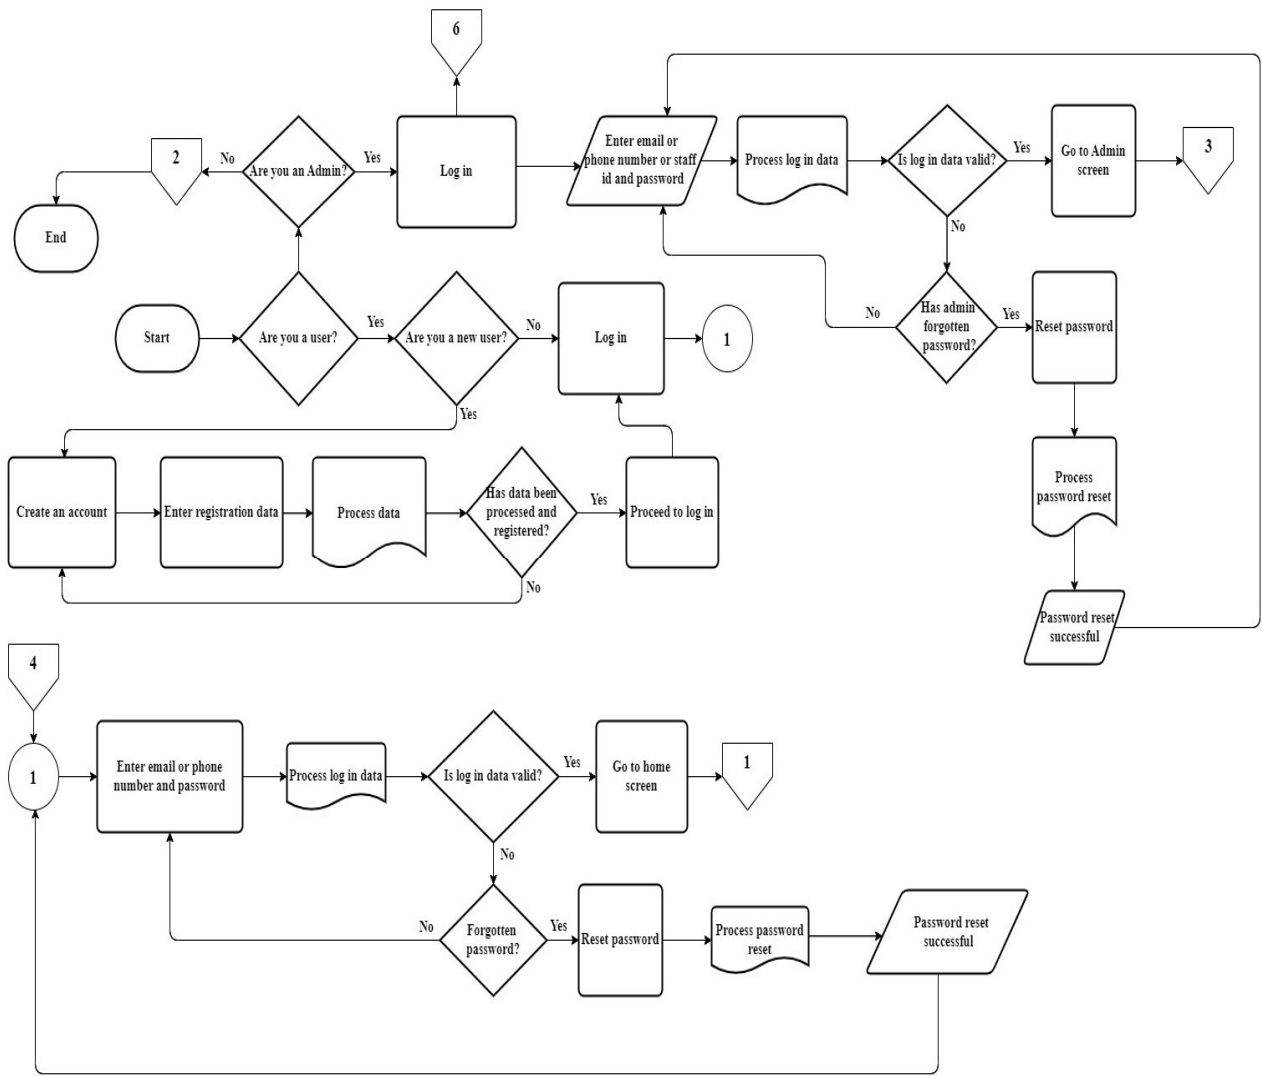 6
2
No
Are you an Admin?
Yes
Log in
Enter email or
phone number or staff
id and password
Process log in data
Is log in data valid?
Yes
Go to Admin
screen
3
End
No
Start
Are you a user?
Yes
Are you a new user?
No
Log in
1
No
Has admin
forgotten
password?
Yes
Reset password
Yes
Create an account
Enter registration data
Process data
Has data been
processed and
registered?
Yes
Proceed to log in
No
Process
password reset
Password reset
successful
4
1
Enter email or phone
number and password
Process log in data
Is log in data valid?
Yes
Go to home
screen
1
No
No
Forgotten
password?
Yes
Reset password
Process password
reset
Password reset
successful